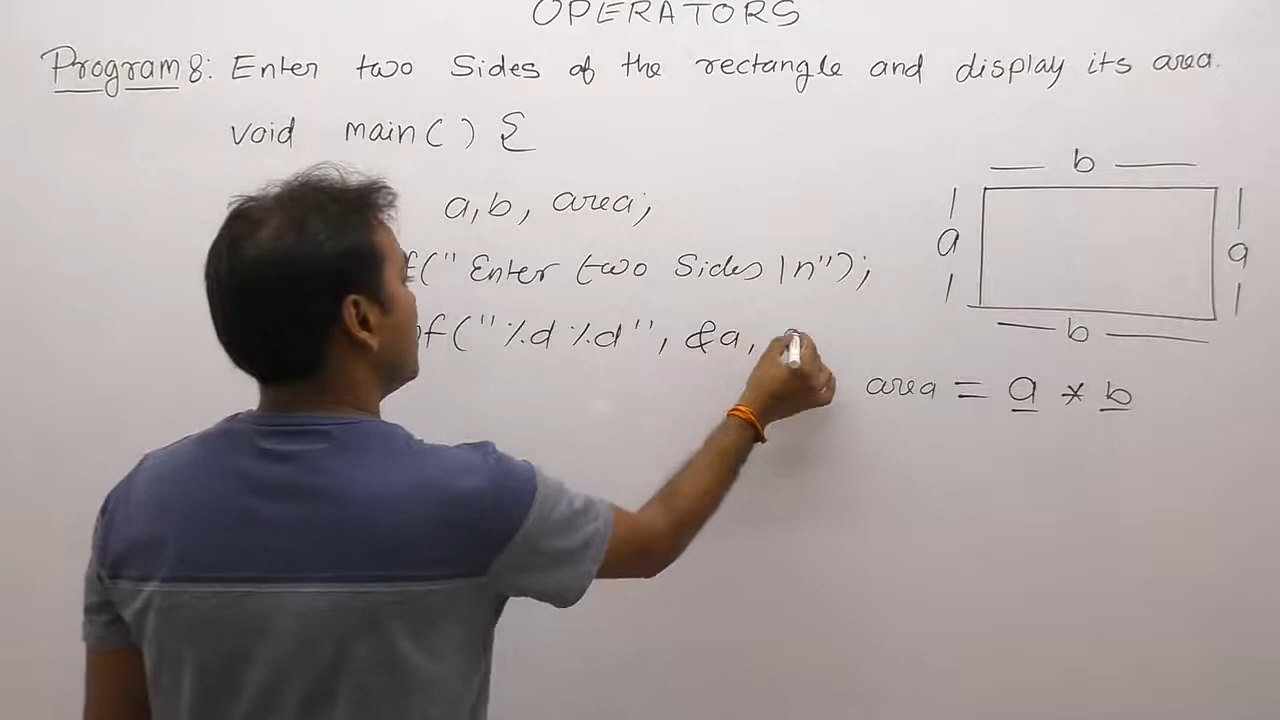 OPERATORS
Program 8: Enter two Sides of the rectangle and display its area.
void main() {
a, b, area;
f("Enter two Sides \n");
f("%d %d", &a,
b
a
a
b
area = a * b